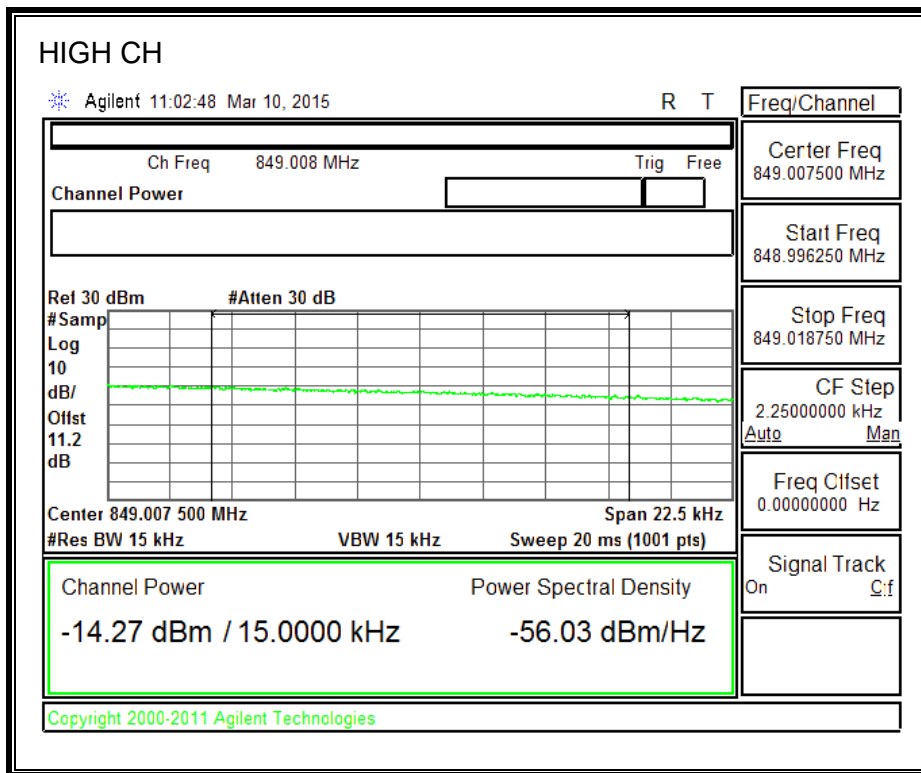 HIGH CH
Agilent 11:02:48 Mar 10, 2015 R T
Freq/Channel
Ch Freq 849.008 MHz Trig Free
Channel Power
Center Freq
849.007500 MHz
Start Freq
848.996250 MHz
Stop Freq
849.018750 MHz
CF Step
2.25000000 kHz
Auto Man
Freq Offset
0.00000000 Hz
Signal Track
On Off
Ref 30 dBm #Atten 30 dB
#Samp
Log
10
dB/
Offst
11.2
dB
Center 849.007 500 MHz Span 22.5 kHz
#Res BW 15 kHz VBW 15 kHz Sweep 20 ms (1001 pts)
Channel Power Power Spectral Density
-14.27 dBm / 15.0000 kHz -56.03 dBm/Hz
Copyright 2000-2011 Agilent Technologies